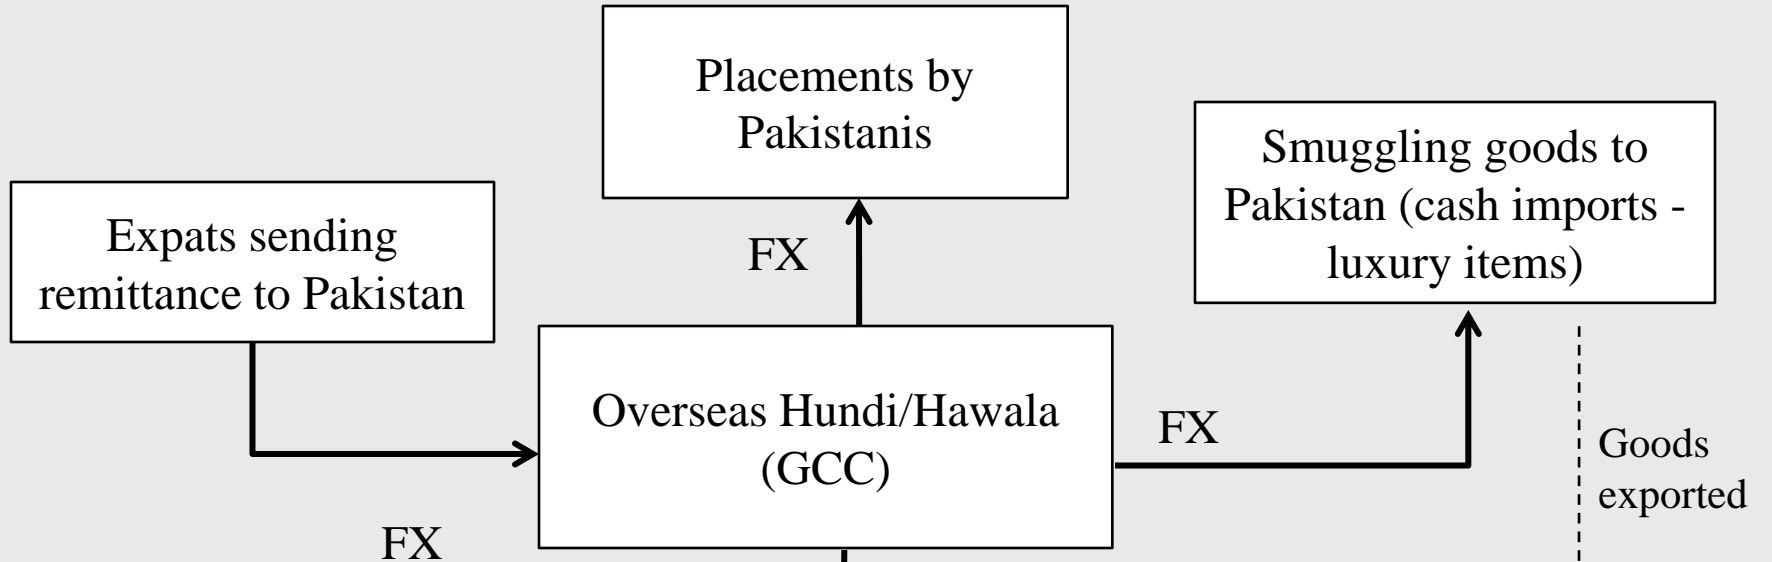 Placements by
Pakistanis
Smuggling goods to
Pakistan (cash imports -
luxury items)
Expats sending
remittance to Pakistan
FX
Overseas Hundi/Hawala
(GCC)
FX
Goods
exported
FX